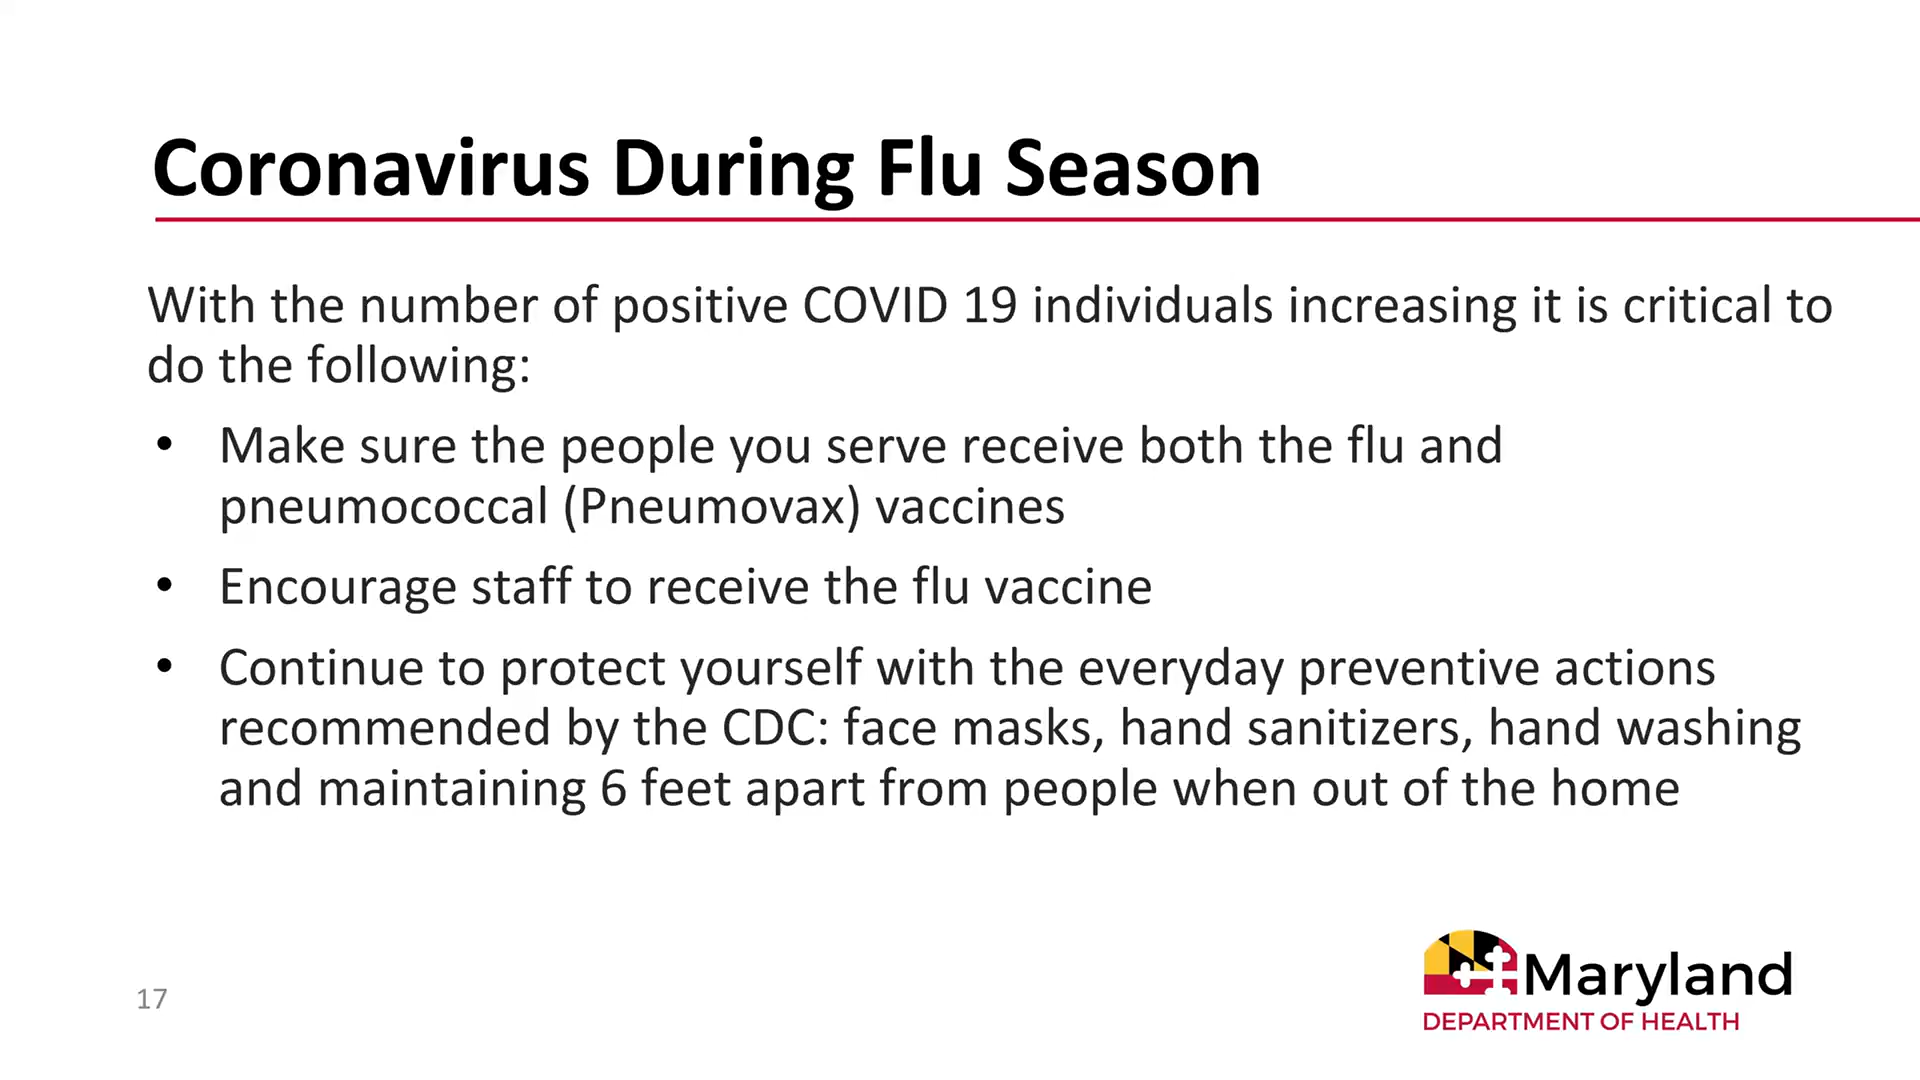 Coronavirus During Flu Season
With the number of positive COVID 19 individuals increasing it is critical to
do the following:
• Make sure the people you serve receive both the flu and
pneumococcal (Pneumovax) vaccines
• Encourage staff to receive the flu vaccine
• Continue to protect yourself with the everyday preventive actions
recommended by the CDC: face masks, hand sanitizers, hand washing
and maintaining 6 feet apart from people when out of the home
17
Maryland
DEPARTMENT OF HEALTH